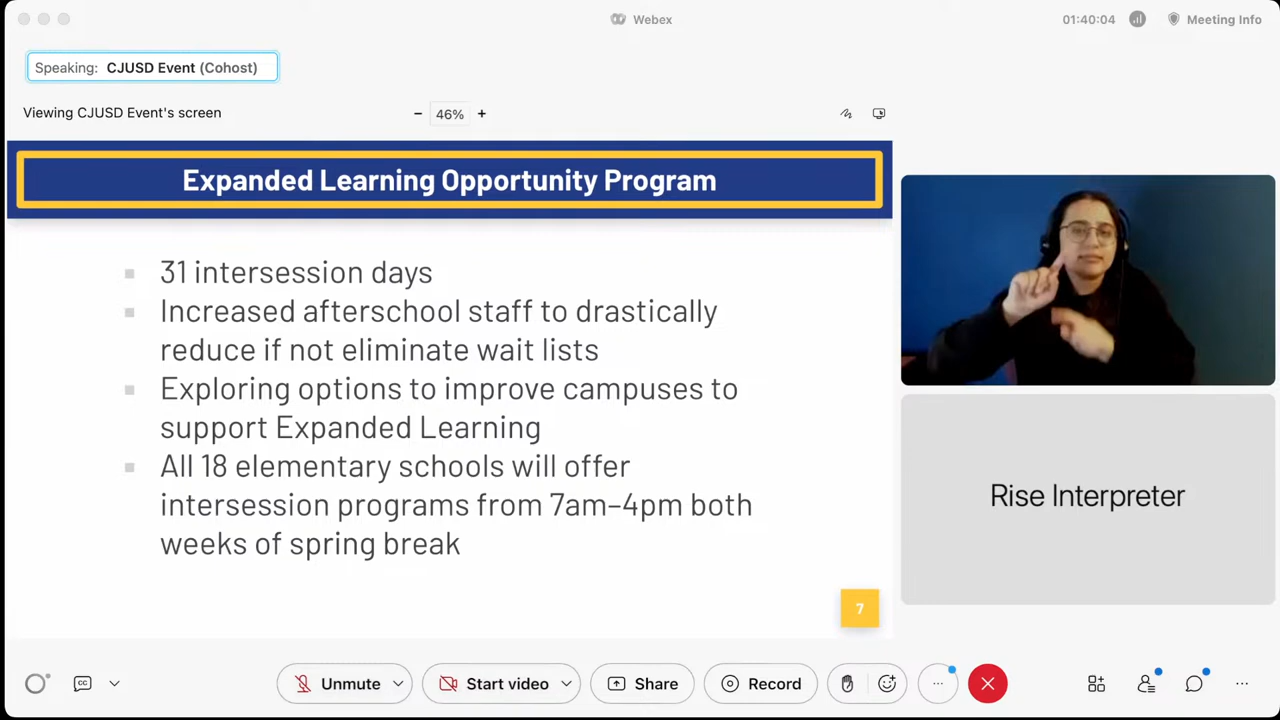 Webex
01:40:04
Meeting Info
Speaking: CJUSD Event (Cohost)
Viewing CJUSD Event's screen
− 46% +
Expanded Learning Opportunity Program
31 intersession days
Increased afterschool staff to drastically
reduce if not eliminate wait lists
Exploring options to improve campuses to
support Expanded Learning
All 18 elementary schools will offer
intersession programs from 7am–4pm both
weeks of spring break
7
Rise Interpreter
CC
Unmute
Start video
Share
Record